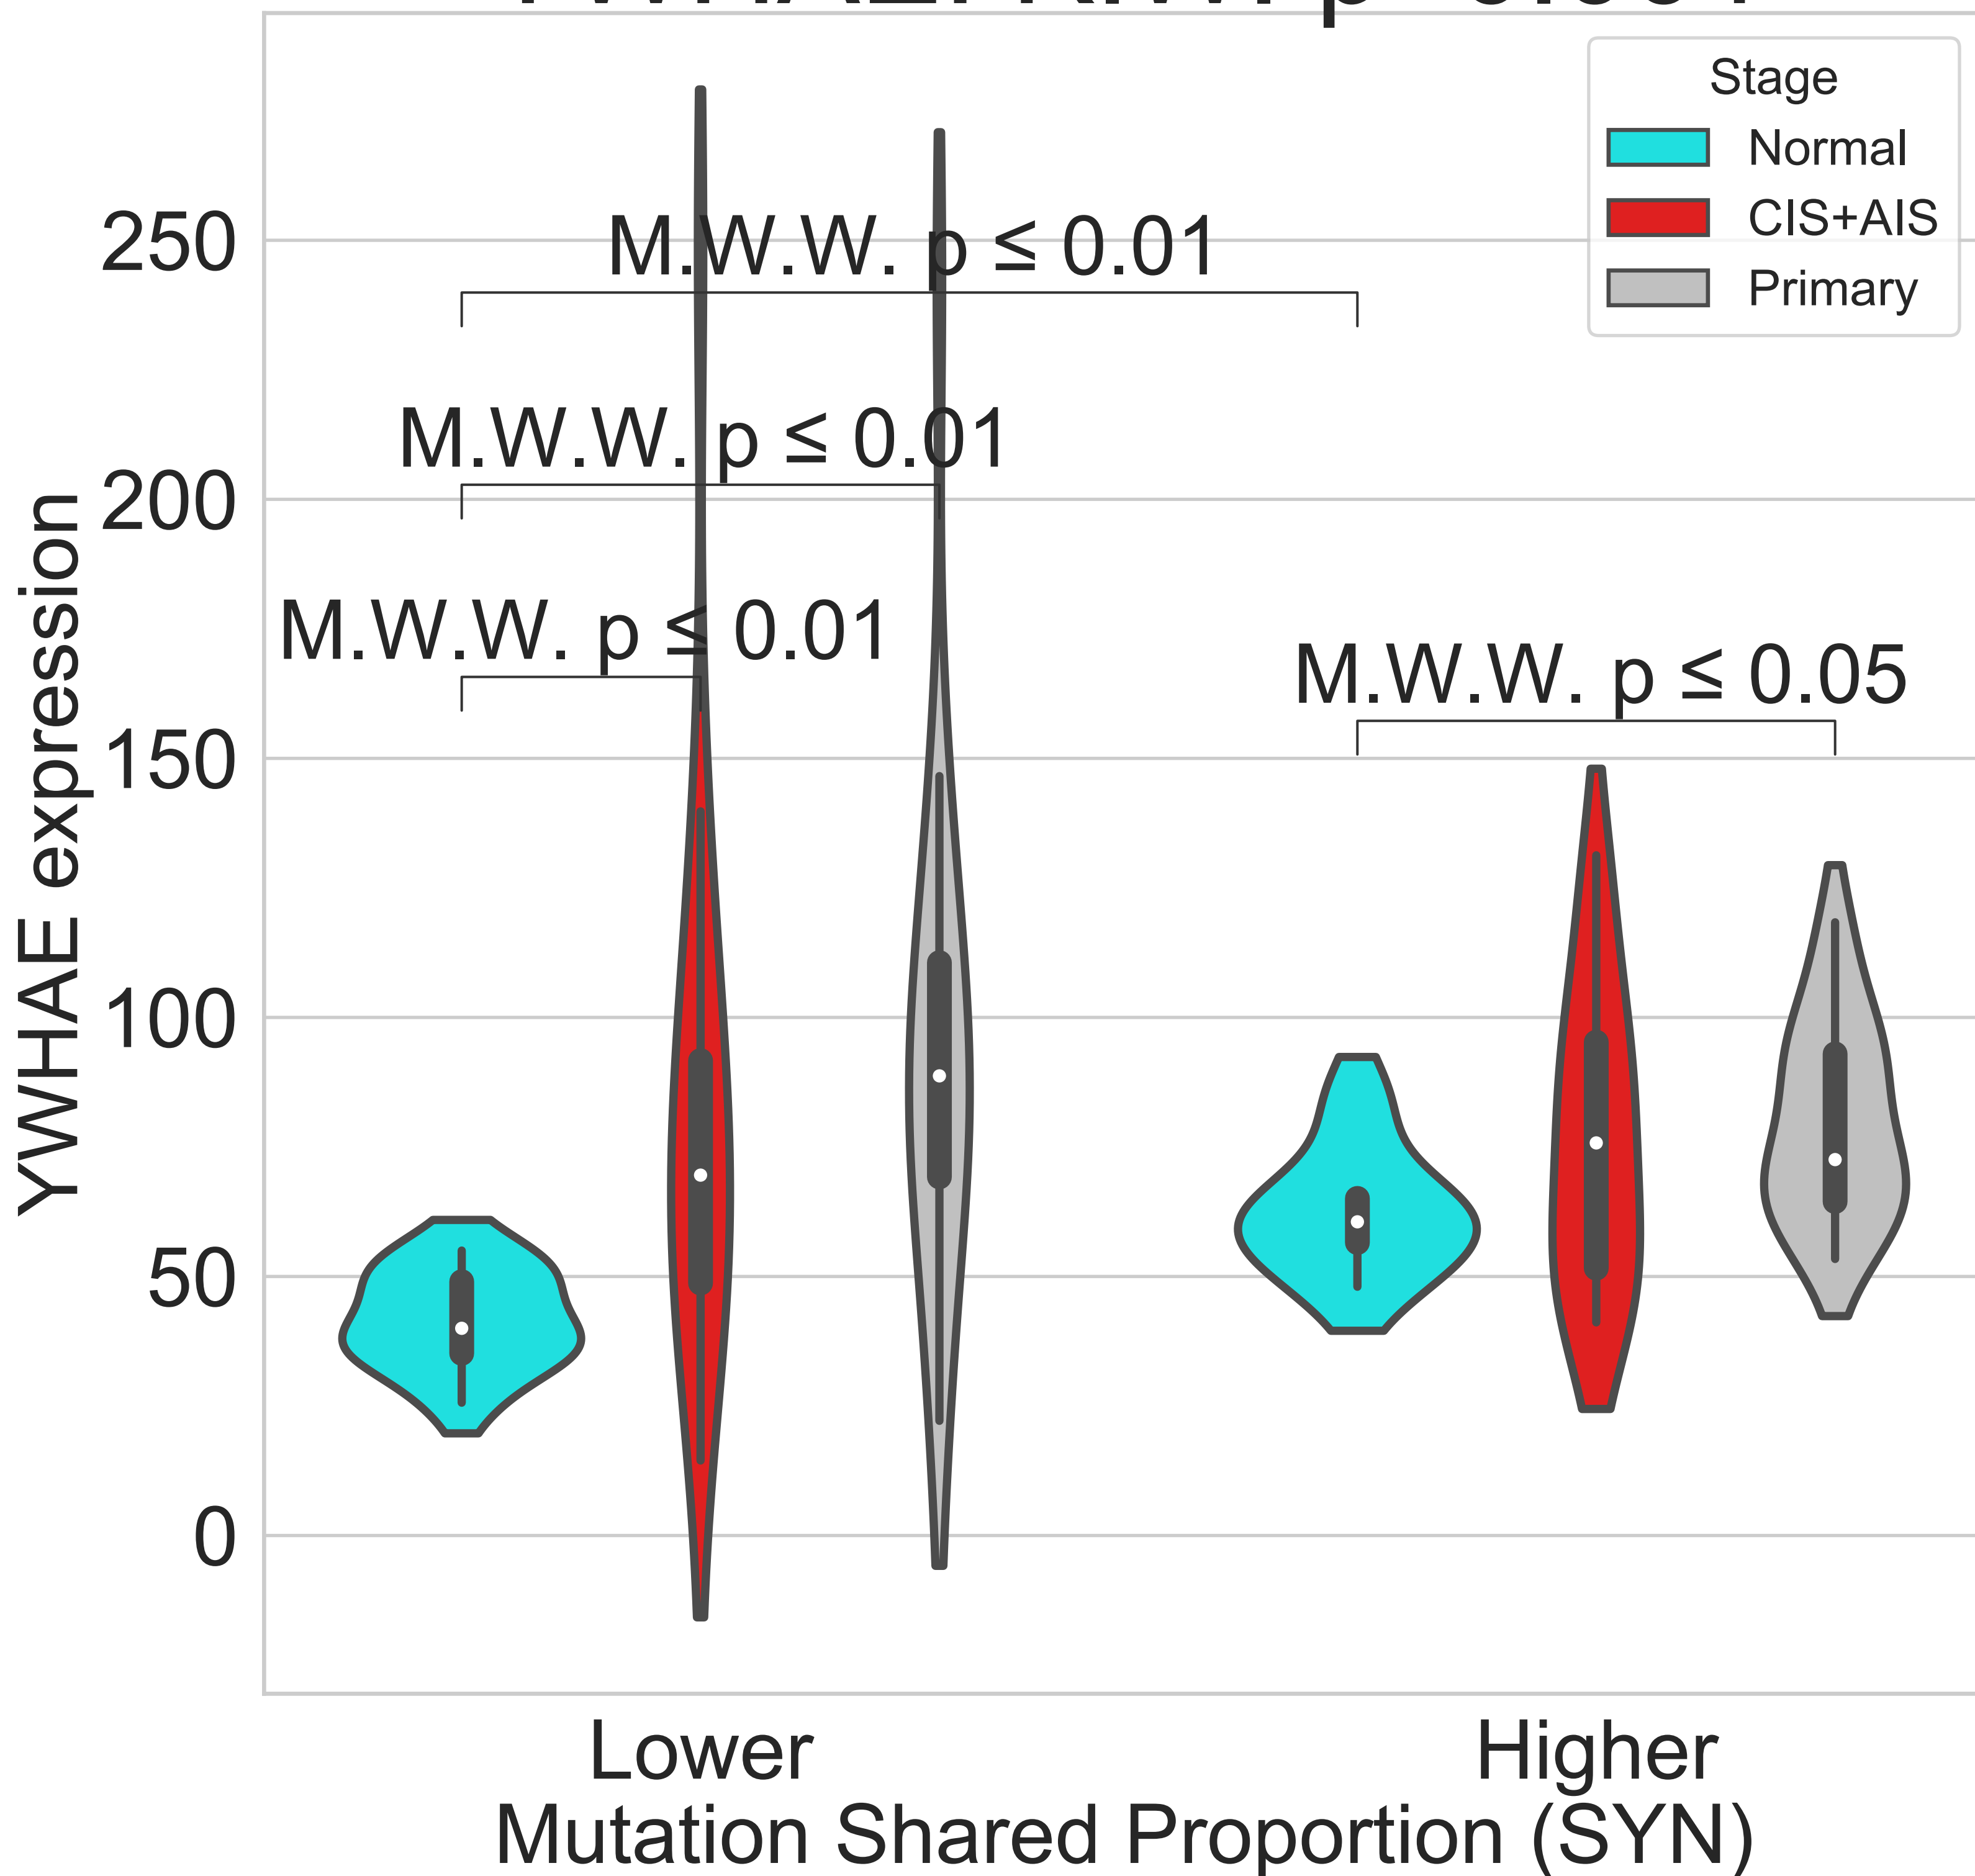 Stage
Normal
CIS+AIS
Primary
250
200
150
100
50
0
YWHAE expression
M.W.W. p ≤ 0.01
M.W.W. p ≤ 0.01
M.W.W. p ≤ 0.01
M.W.W. p ≤ 0.05
Lower
Higher
Mutation Shared Proportion (SYN)